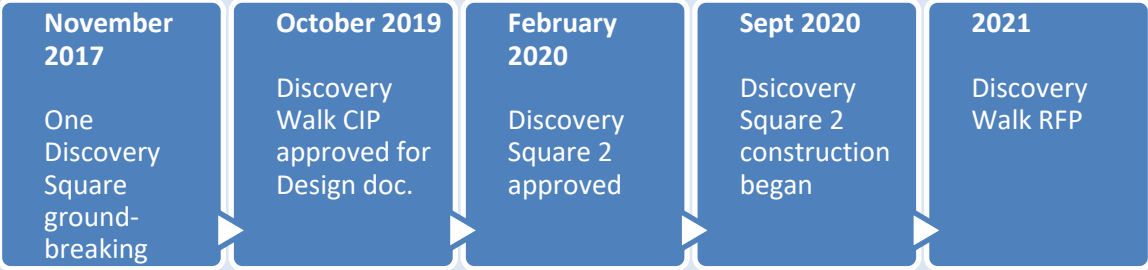 November
2017
One
Discovery
Square
ground-
breaking
October 2019
Discovery
Walk CIP
approved for
Design doc.
February
2020
Discovery
Square 2
approved
Sept 2020
Dsicovery
Square 2
construction
began
2021
Discovery
Walk RFP